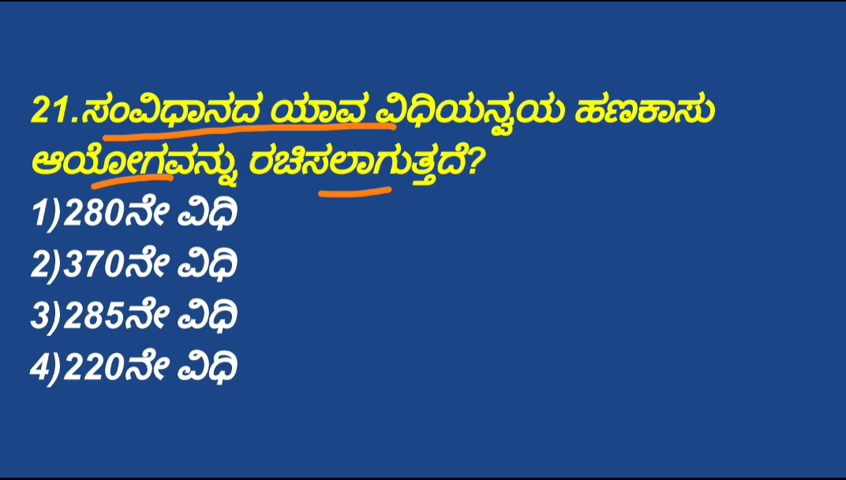 21.ಸಂವಿಧಾನದ ಯಾವ ವಿಧಿಯನ್ವಯ ಹಣಕಾಸು
ಆಯೋಗವನ್ನು ರಚಿಸಲಾಗುತ್ತದೆ?
1)280ನೇ ವಿಧಿ
2)370ನೇ ವಿಧಿ
3)285ನೇ ವಿಧಿ
4)220ನೇ ವಿಧಿ